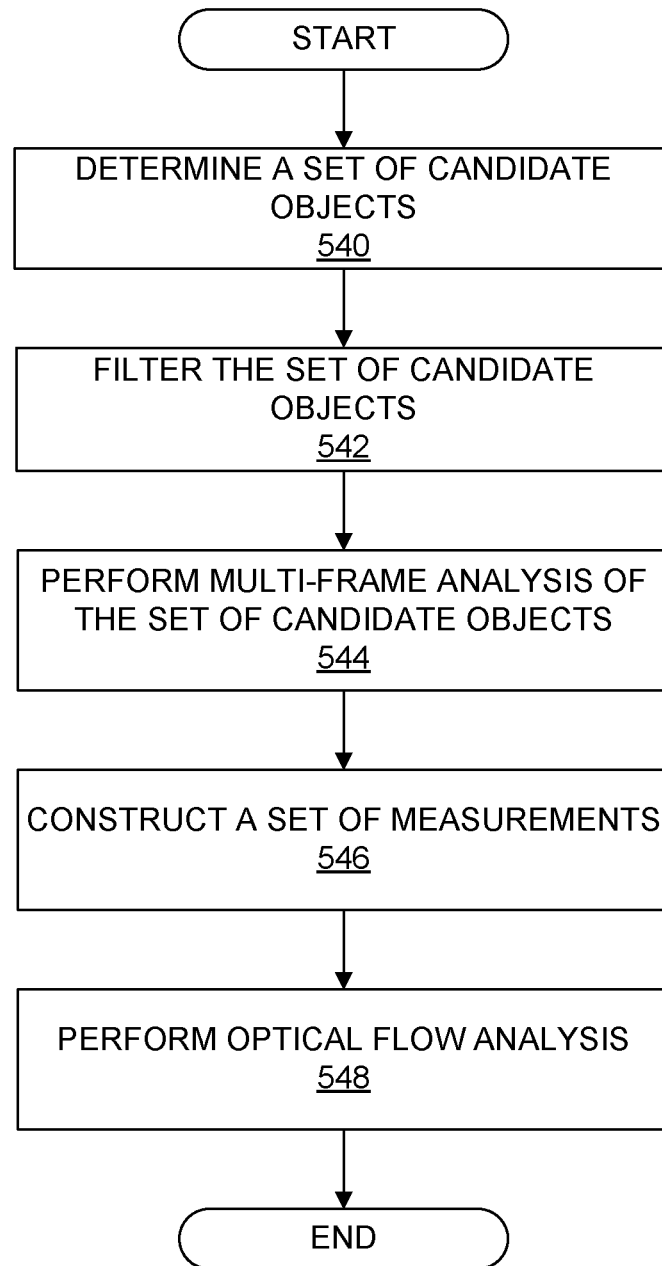 START
DETERMINE A SET OF CANDIDATE
OBJECTS
540
FILTER THE SET OF CANDIDATE
OBJECTS
542
PERFORM MULTI-FRAME ANALYSIS OF
THE SET OF CANDIDATE OBJECTS
544
CONSTRUCT A SET OF MEASUREMENTS
546
PERFORM OPTICAL FLOW ANALYSIS
548
END